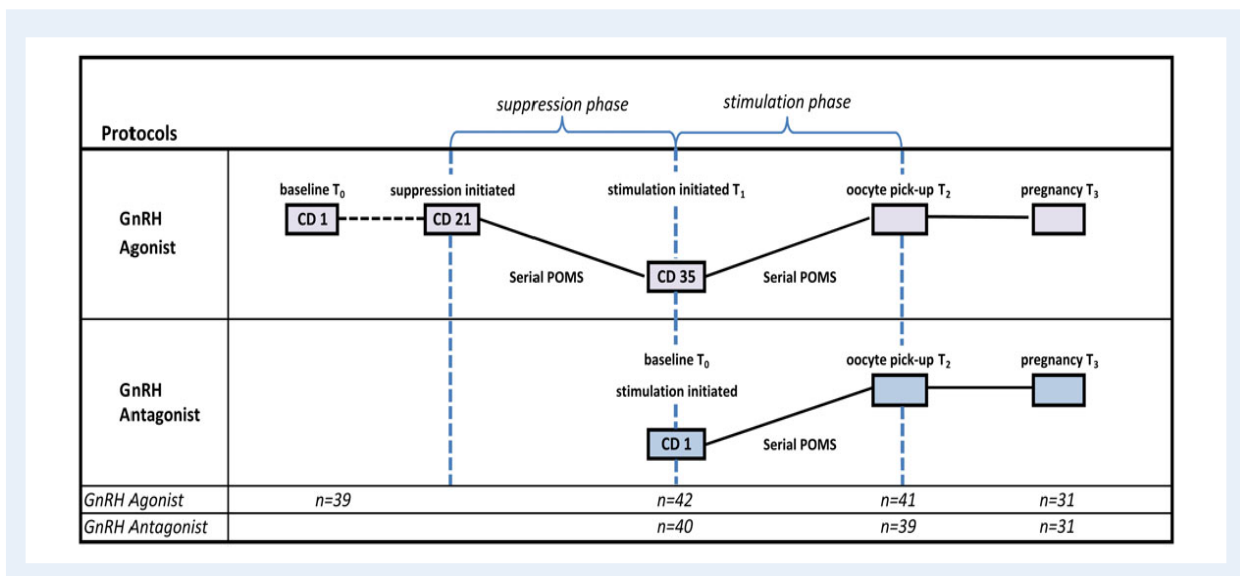 suppression phase
stimulation phase
Protocols
baseline T₀
suppression initiated
stimulation initiated T₁
oocyte pick-up T₂
pregnancy T₃
GnRH
Agonist
CD 1
CD 21
Serial POMS
CD 35
Serial POMS
baseline T₀
stimulation initiated
oocyte pick-up T₂
pregnancy T₃
GnRH
Antagonist
CD 1
Serial POMS
GnRH Agonist n=39 n=42 n=41 n=31
GnRH Antagonist n=40 n=39 n=31